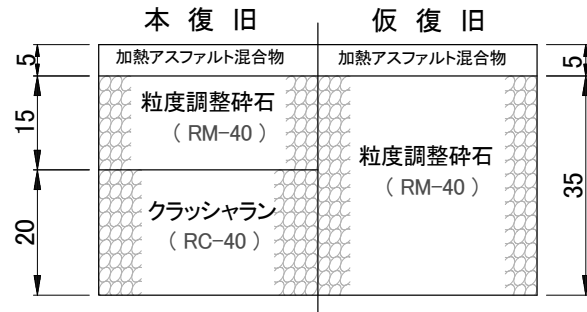 本 復 旧
仮 復 旧
加熱アスファルト混合物
加熱アスファルト混合物
5
5
粒度調整砕石
( RM-40 )
15
粒度調整砕石
( RM-40 )
35
クラッシャラン
( RC-40 )
20